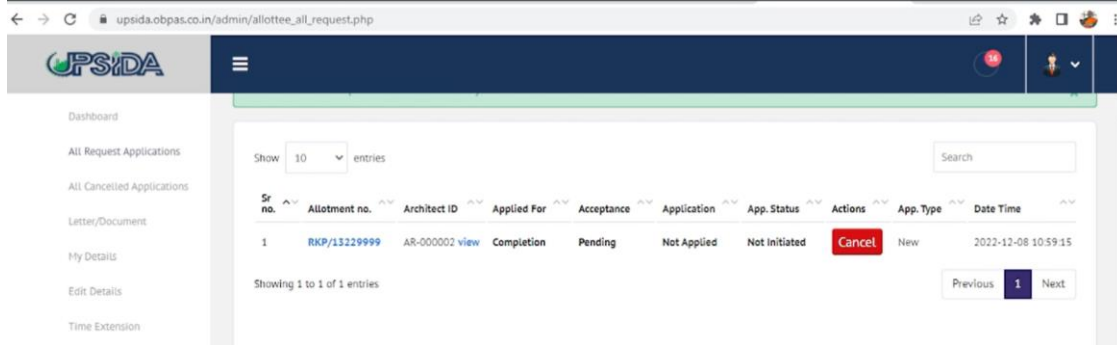 upsida.obpas.co.in/admin/allottee_all_request.php
UPSIDA
14
Dashboard
All Request Applications
All Cancelled Applications
Letter/Document
My Details
Edit Details
Time Extension
Show 10 entries
Search
Sr no. Allotment no. Architect ID Applied For Acceptance Application App. Status Actions App. Type Date Time
1 RKP/13229999 AR-000002 view Completion Pending Not Applied Not Initiated Cancel New 2022-12-08 10:59:15
Showing 1 to 1 of 1 entries
Previous 1 Next